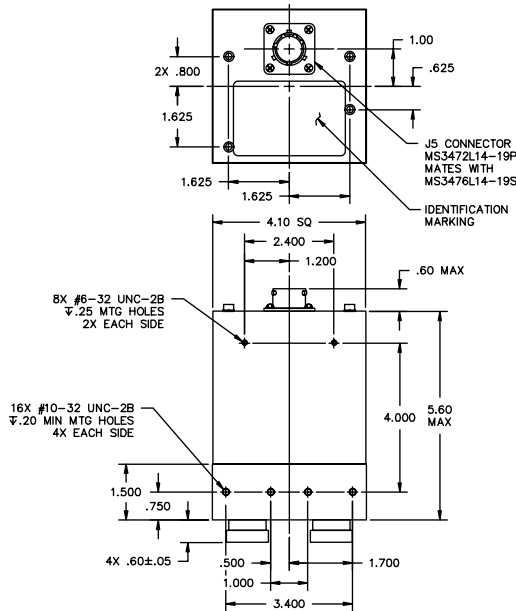 1.00
2X .800
.625
1.625
J5 CONNECTOR
MS3472L14-19P
MATES WITH
MS3476L14-19S
1.625
1.625
IDENTIFICATION
MARKING
4.10 SQ
2.400
1.200
.60 MAX
8X #6-32 UNC-2B
↧.25 MTG HOLES
2X EACH SIDE
4.000
5.60
MAX
16X #10-32 UNC-2B
↧.20 MIN MTG HOLES
4X EACH SIDE
1.500
.750
4X .60±.05
.500
1.700
1.000
3.400